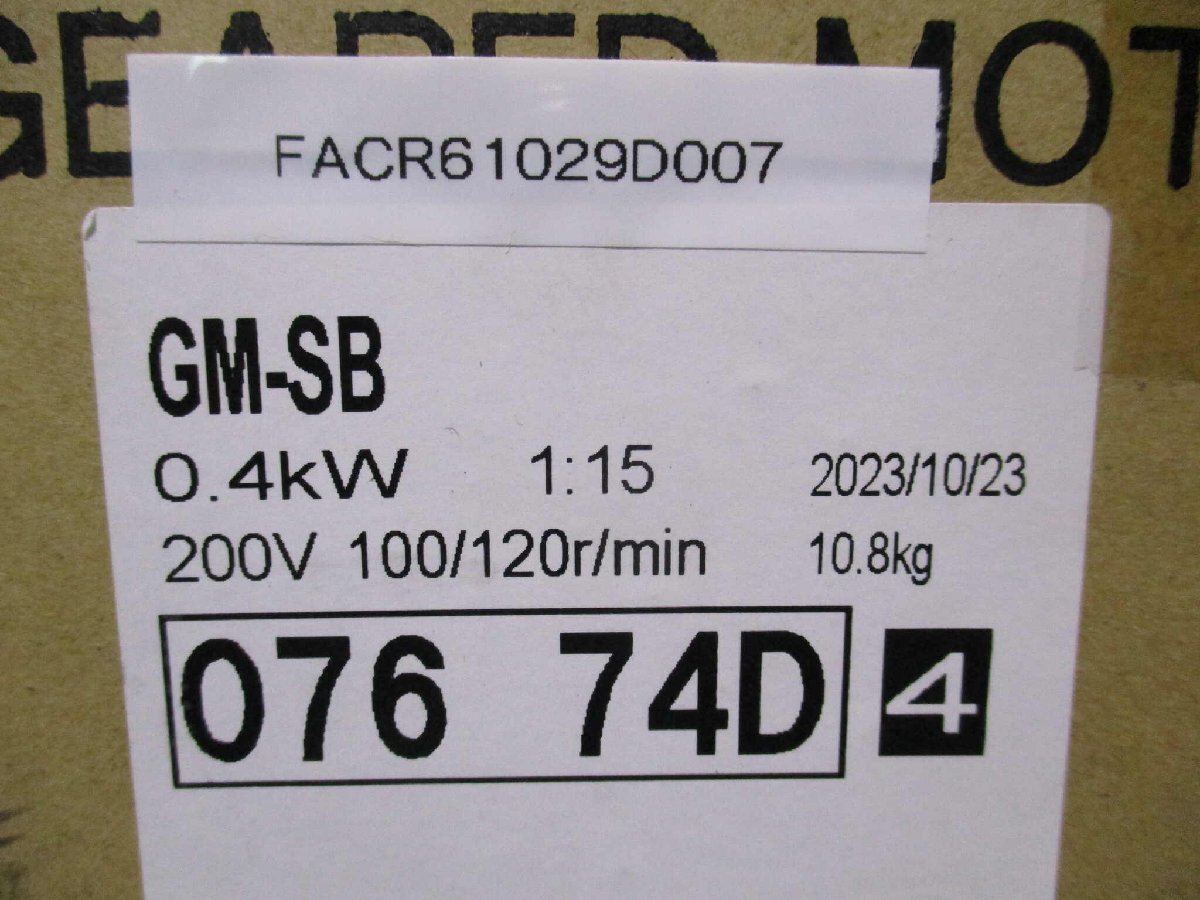 GEARED MOT
FACR61029D007
GM-SB
0.4kW 1:15 2023/10/23
200V 100/120r/min 10.8kg
076 74D 4